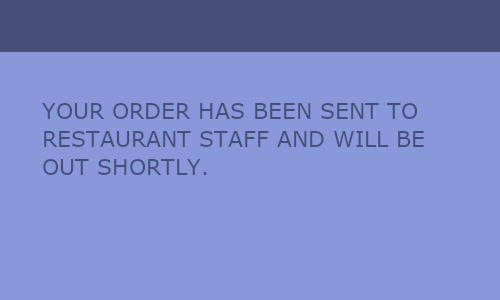 YOUR ORDER HAS BEEN SENT TO
RESTAURANT STAFF AND WILL BE
OUT SHORTLY.